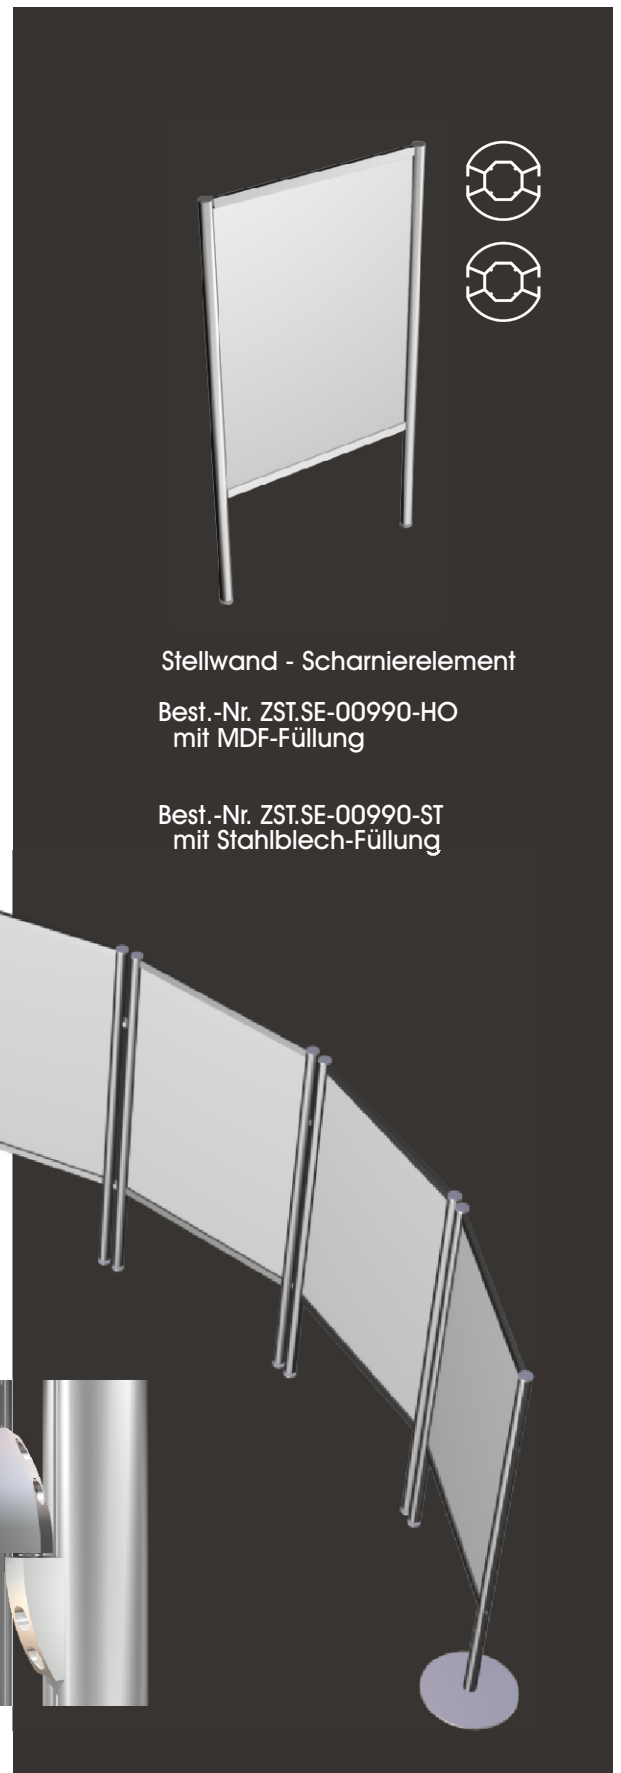 Stellwand - Scharnierelement
Best.-Nr. ZST.SE-00990-HO
mit MDF-Füllung
Best.-Nr. ZST.SE-00990-ST
mit Stahlblech-Füllung